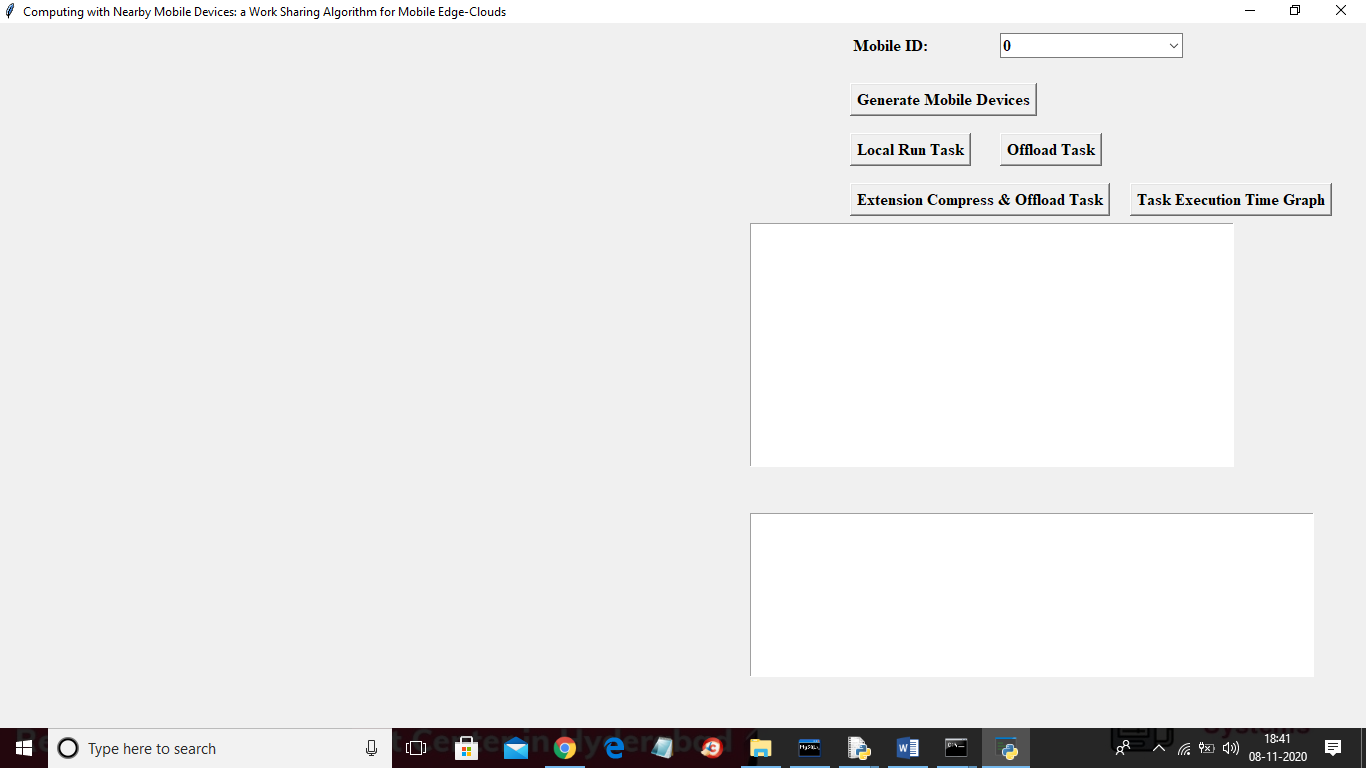 Computing with Nearby Mobile Devices: a Work Sharing Algorithm for Mobile Edge-Clouds
Mobile ID: 0
Generate Mobile Devices
Local Run Task Offload Task
Extension Compress & Offload Task Task Execution Time Graph
Type here to search
18:41
08-11-2020